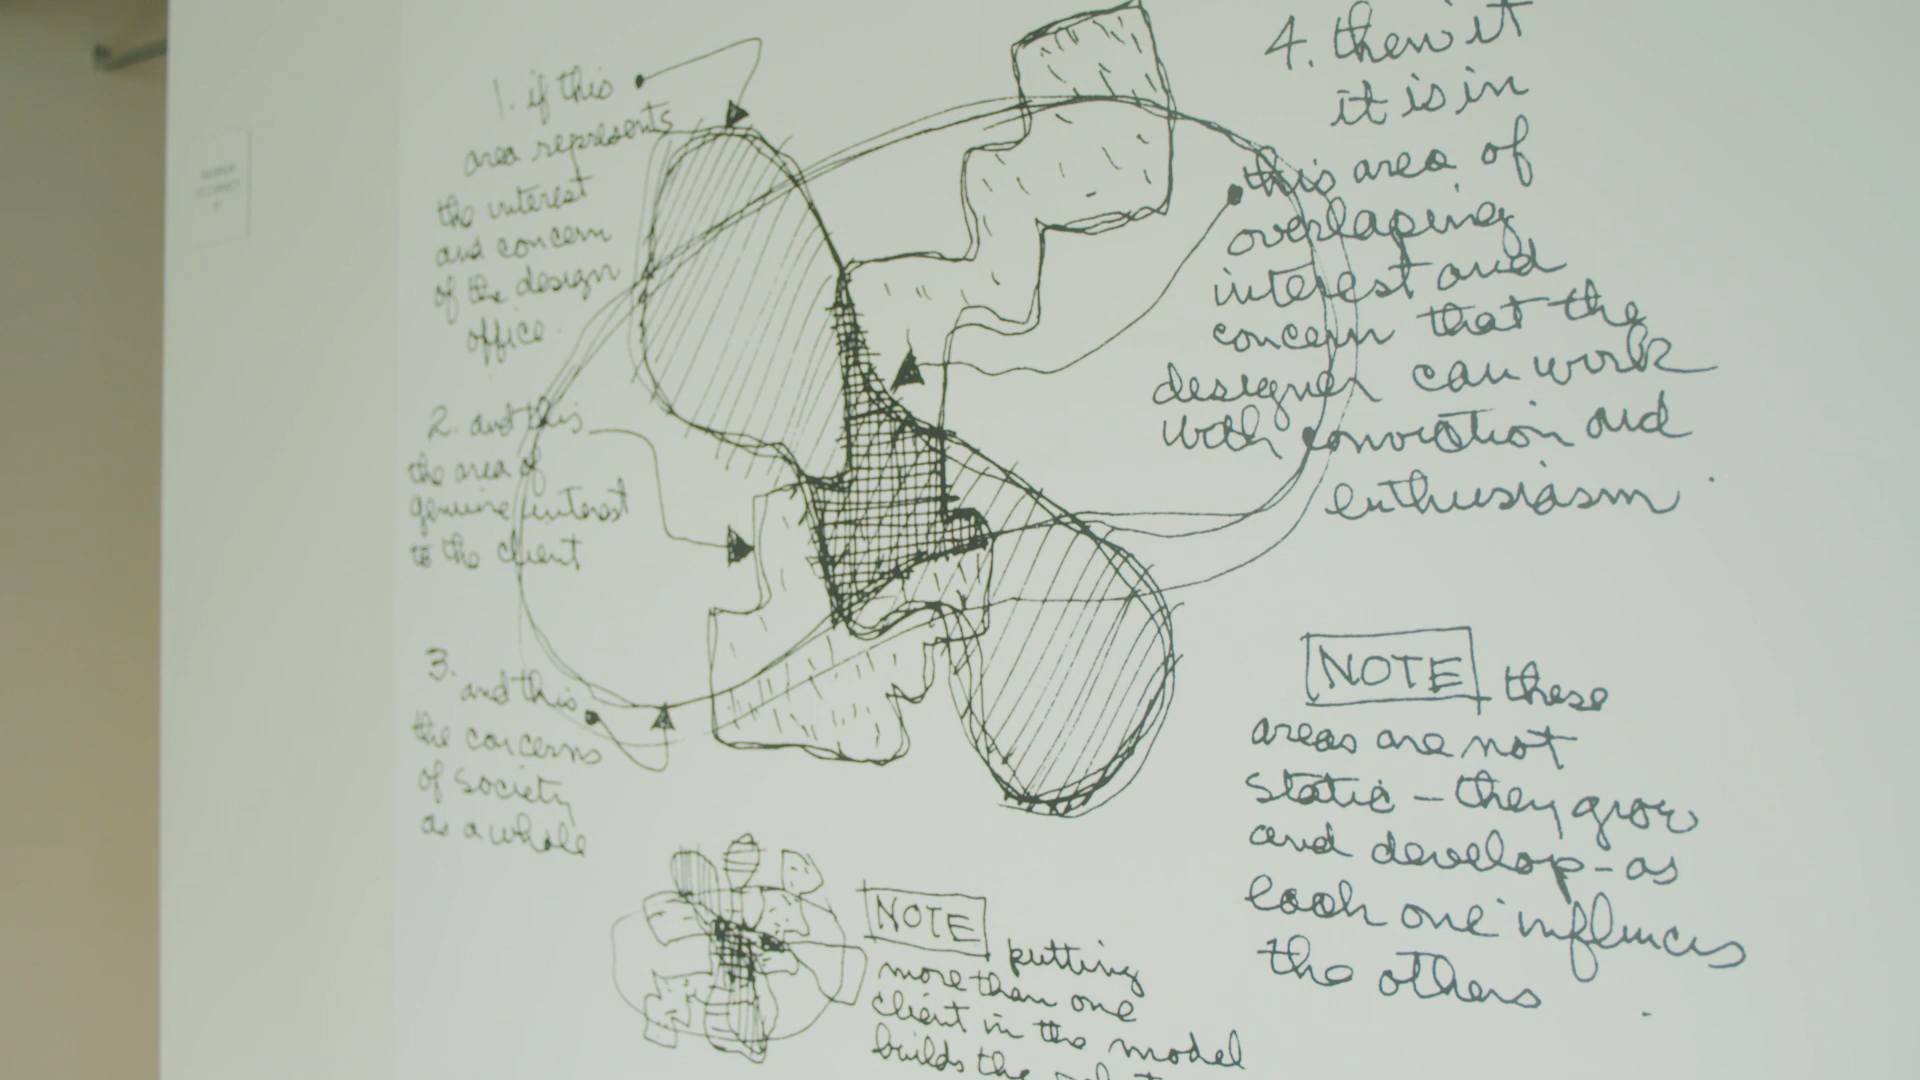 1. if this
area represents
the interest
and concern
of the design
office.
2. and this
the area of
genuine interest
to the client
3.
and this
the concerns
of society
as a whole
4. then it
it is in
this area of
overlaping
interest and
concern that the
designer can work
with conviction and
enthusiasm
NOTE these
areas are not
static – they grow
and develop – as
each one influences
the others
NOTE putting
more than one
client in the model
builds the